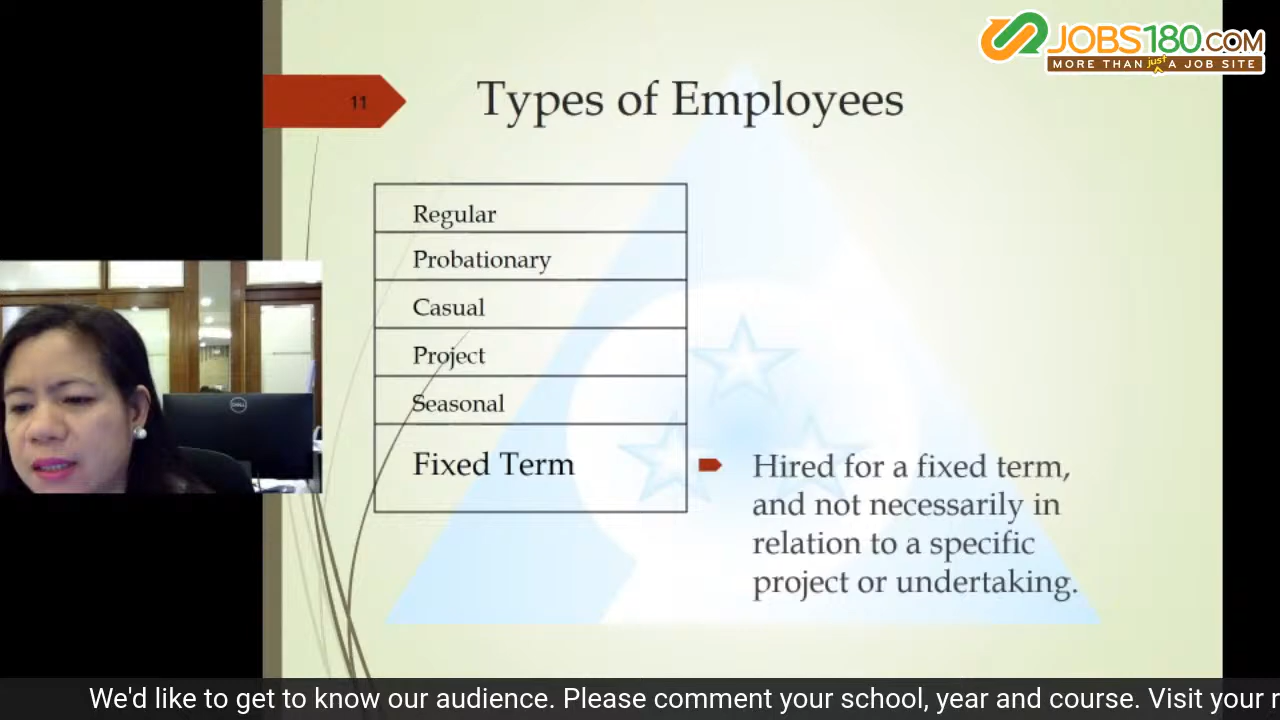 JOBS180.COM
MORE THAN just A JOB SITE
11
Types of Employees
Regular
Probationary
Casual
Project
Seasonal
Fixed Term
Hired for a fixed term,
and not necessarily in
relation to a specific
project or undertaking.
DELL
We'd like to get to know our audience. Please comment your school, year and course. Visit your r